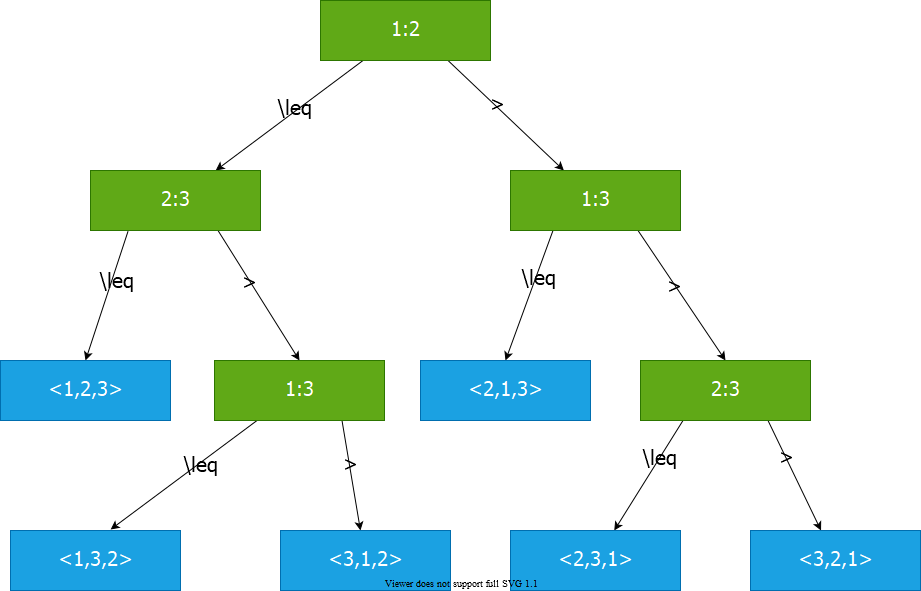 1:2
\leq
>
2:3
1:3
\leq
>
\leq
>
<1,2,3>
1:3
<2,1,3>
2:3
\leq
>
\leq
>
<1,3,2>
<3,1,2>
<2,3,1>
<3,2,1>
Viewer does not support full SVG 1.1